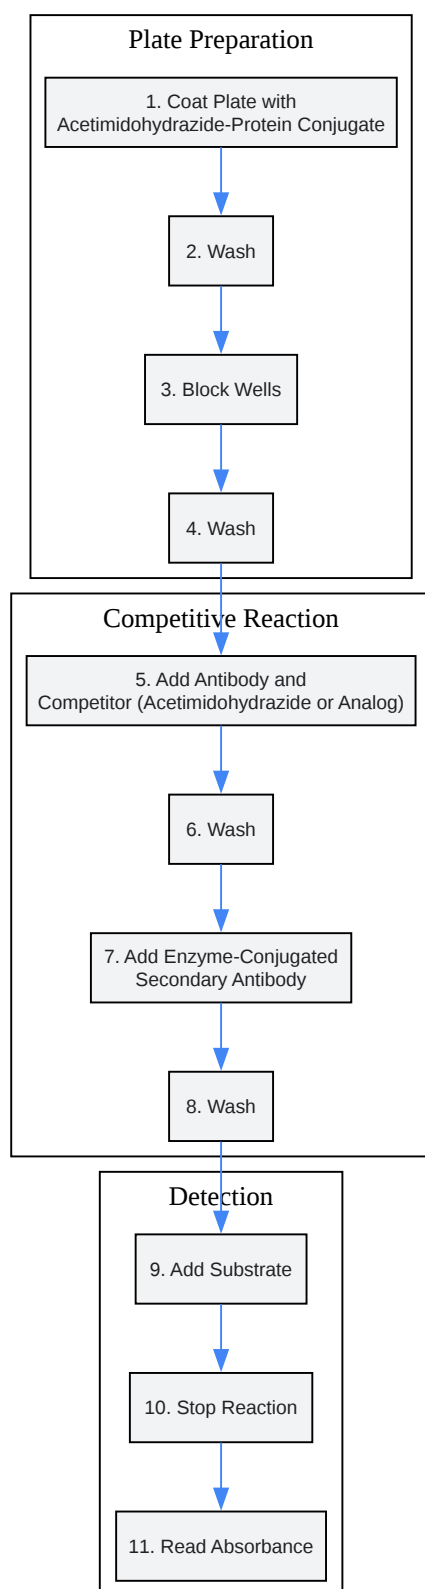 Plate Preparation
1. Coat Plate with
Acetimidohydrazide-Protein Conjugate
2. Wash
3. Block Wells
4. Wash
Competitive Reaction
5. Add Antibody and
Competitor (Acetimidohydrazide or Analog)
6. Wash
7. Add Enzyme-Conjugated
Secondary Antibody
8. Wash
Detection
9. Add Substrate
10. Stop Reaction
11. Read Absorbance